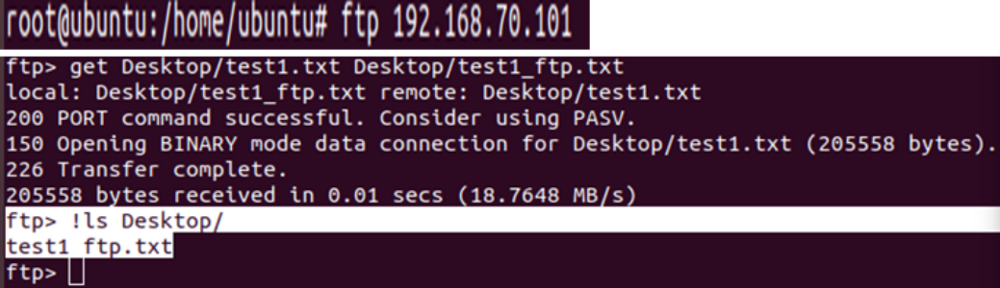 root@ubuntu:/home/ubuntu# ftp 192.168.70.101
ftp> get Desktop/test1.txt Desktop/test1_ftp.txt
local: Desktop/test1_ftp.txt remote: Desktop/test1.txt
200 PORT command successful. Consider using PASV.
150 Opening BINARY mode data connection for Desktop/test1.txt (205558 bytes).
226 Transfer complete.
205558 bytes received in 0.01 secs (18.7648 MB/s)
ftp> !ls Desktop/
test1_ftp.txt
ftp>